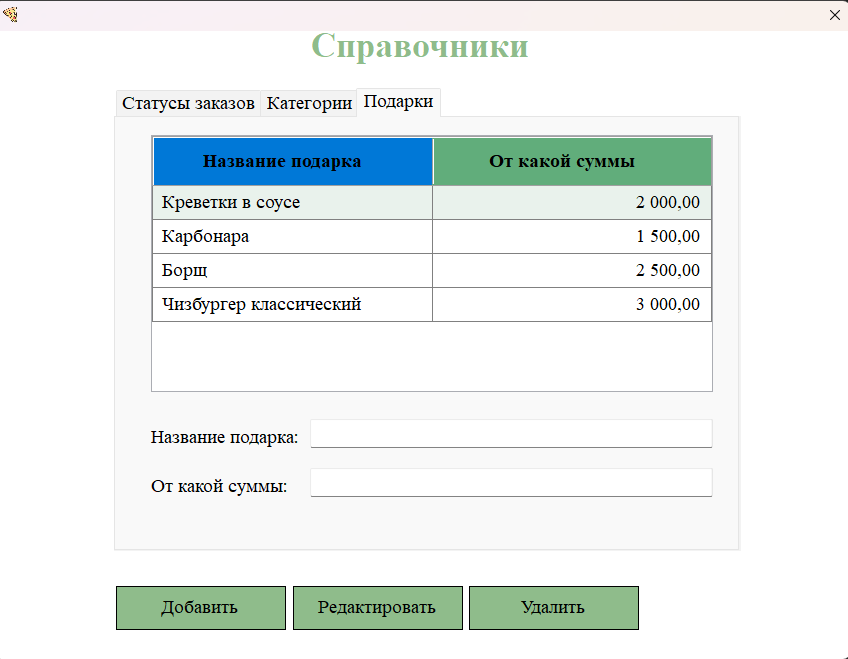 Справочники
Статусы заказов Категории Подарки
Название подарка От какой суммы
Креветки в соусе 2 000,00
Карбонара 1 500,00
Борщ 2 500,00
Чизбургер классический 3 000,00
Название подарка:
От какой суммы:
Добавить Редактировать Удалить